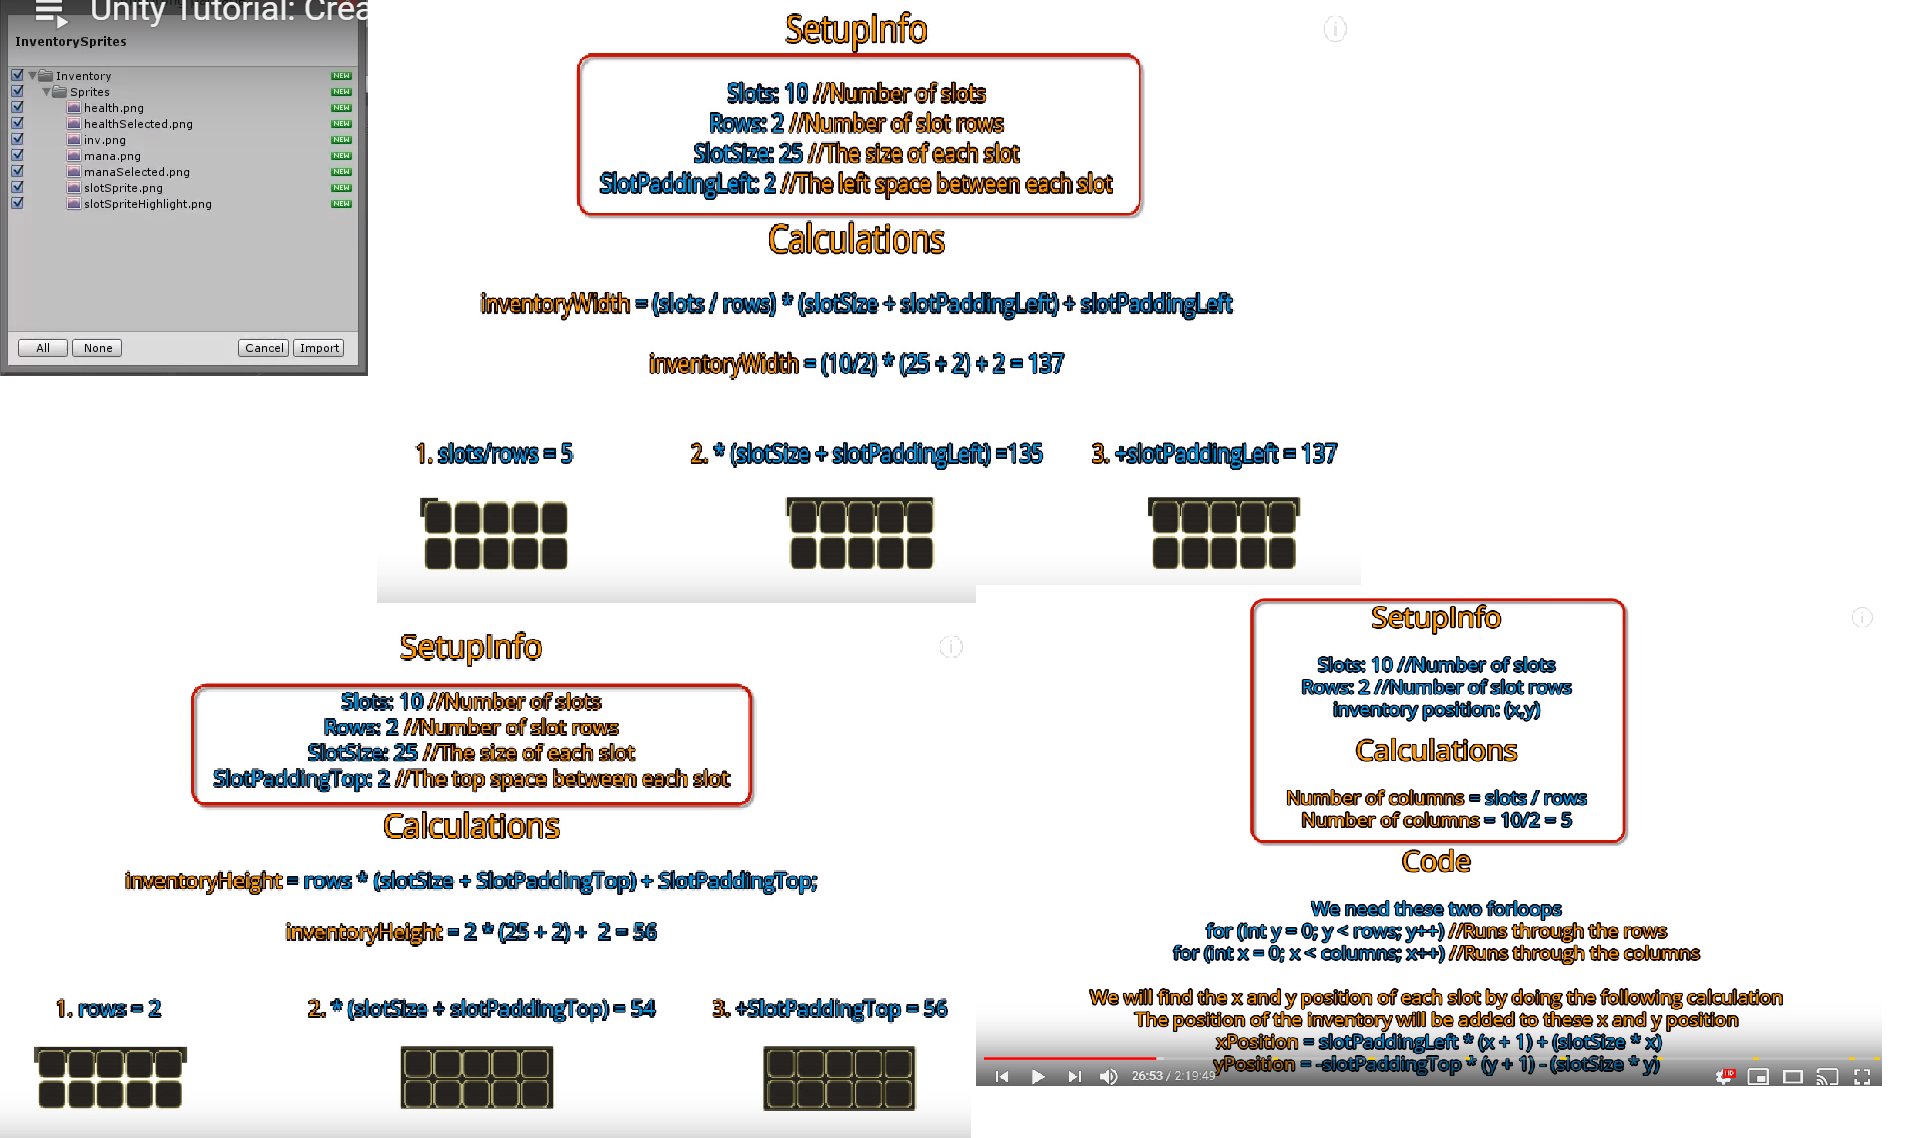 Unity Tutorial: Crea
InventorySprites
Inventory NEW
Sprites NEW
health.png NEW
healthSelected.png NEW
inv.png NEW
mana.png NEW
manaSelected.png NEW
slotSprite.png NEW
slotSpriteHighlight.png NEW
All None Cancel Import
SetupInfo
Slots: 10 //Number of slots
Rows: 2 //Number of slot rows
SlotSize: 25 //The size of each slot
SlotPaddingLeft: 2 //The left space between each slot
Calculations
inventoryWidth = (slots / rows) * (slotSize + slotPaddingLeft) + slotPaddingLeft
inventoryWidth = (10/2) * (25 + 2) + 2 = 137
1. slots/rows = 5
2. * (slotSize + slotPaddingLeft) =135
3. +slotPaddingLeft = 137
SetupInfo
Slots: 10 //Number of slots
Rows: 2 //Number of slot rows
SlotSize: 25 //The size of each slot
SlotPaddingTop: 2 //The top space between each slot
Calculations
inventoryHeight = rows * (slotSize + SlotPaddingTop) + SlotPaddingTop;
inventoryHeight = 2 * (25 + 2) + 2 = 56
1. rows = 2
2. * (slotSize + slotPaddingTop) = 54
3. +SlotPaddingTop = 56
SetupInfo
Slots: 10 //Number of slots
Rows: 2 //Number of slot rows
inventory position: (x,y)
Calculations
Number of columns = slots / rows
Number of columns = 10/2 = 5
Code
We need these two forloops
for (int y = 0; y < rows; y++) //Runs through the rows
for (int x = 0; x < columns; x++) //Runs through the columns
We will find the x and y position of each slot by doing the following calculation
The position of the inventory will be added to these x and y position
xPosition = slotPaddingLeft * (x + 1) + (slotSize * x)
yPosition = -slotPaddingTop * (y + 1) - (slotSize * y)
26:53 / 2:19:49
HD